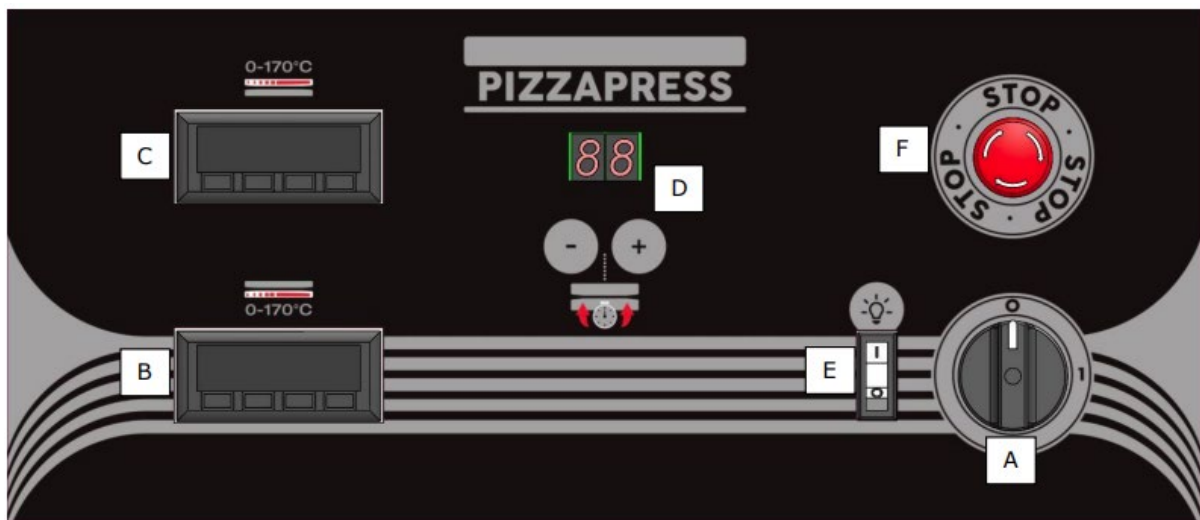 0-170°C
PIZZAPRESS
STOP
STOP
STOP
STOP
F
C
88
D
- +
0-170°C
O
I
O
E
1
B
A